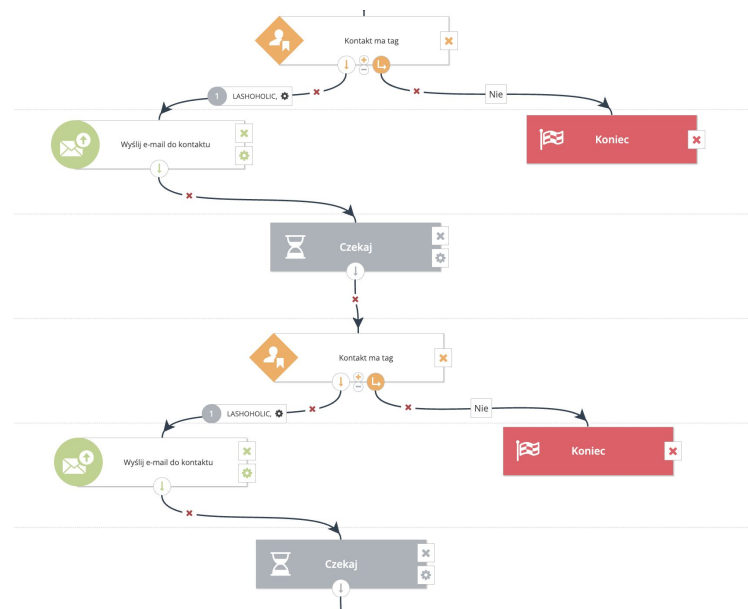 Kontakt ma tag
1 LASHOHOLIC,
Nie
Wyślij e-mail do kontaktu
Koniec
Czekaj
Kontakt ma tag
1 LASHOHOLIC,
Nie
Wyślij e-mail do kontaktu
Koniec
Czekaj